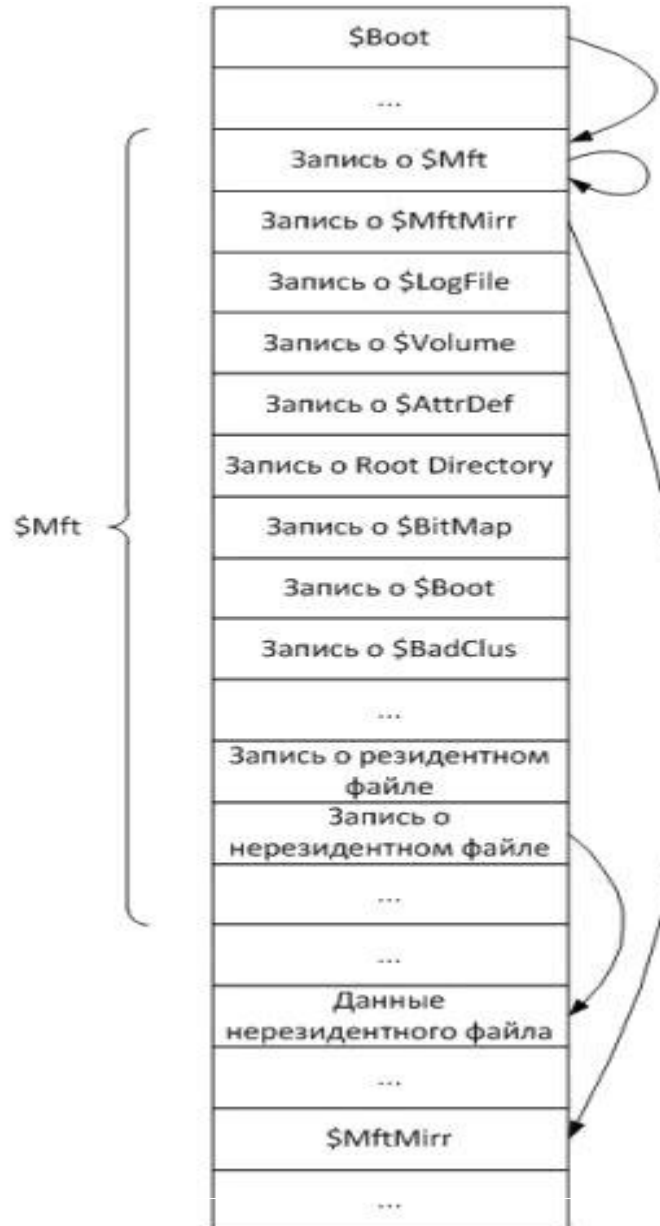 $Boot
...
Запись о $Mft
Запись о $MftMirr
Запись о $LogFile
Запись о $Volume
Запись о $AttrDef
Запись о Root Directory
$Mft
Запись о $BitMap
Запись о $Boot
Запись о $BadClus
...
Запись о резидентном
файле
Запись о
нерезидентном файле
...
...
Данные
нерезидентного файла
...
$MftMirr
...